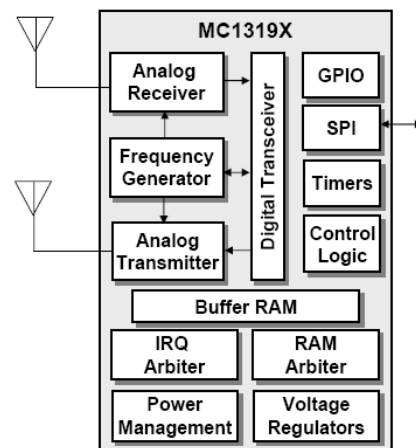 MC1319X
Analog
Receiver
Frequency
Generator
Analog
Transmitter
Digital Transceiver
GPIO
SPI
Timers
Control
Logic
Buffer RAM
IRQ
Arbiter
RAM
Arbiter
Power
Management
Voltage
Regulators